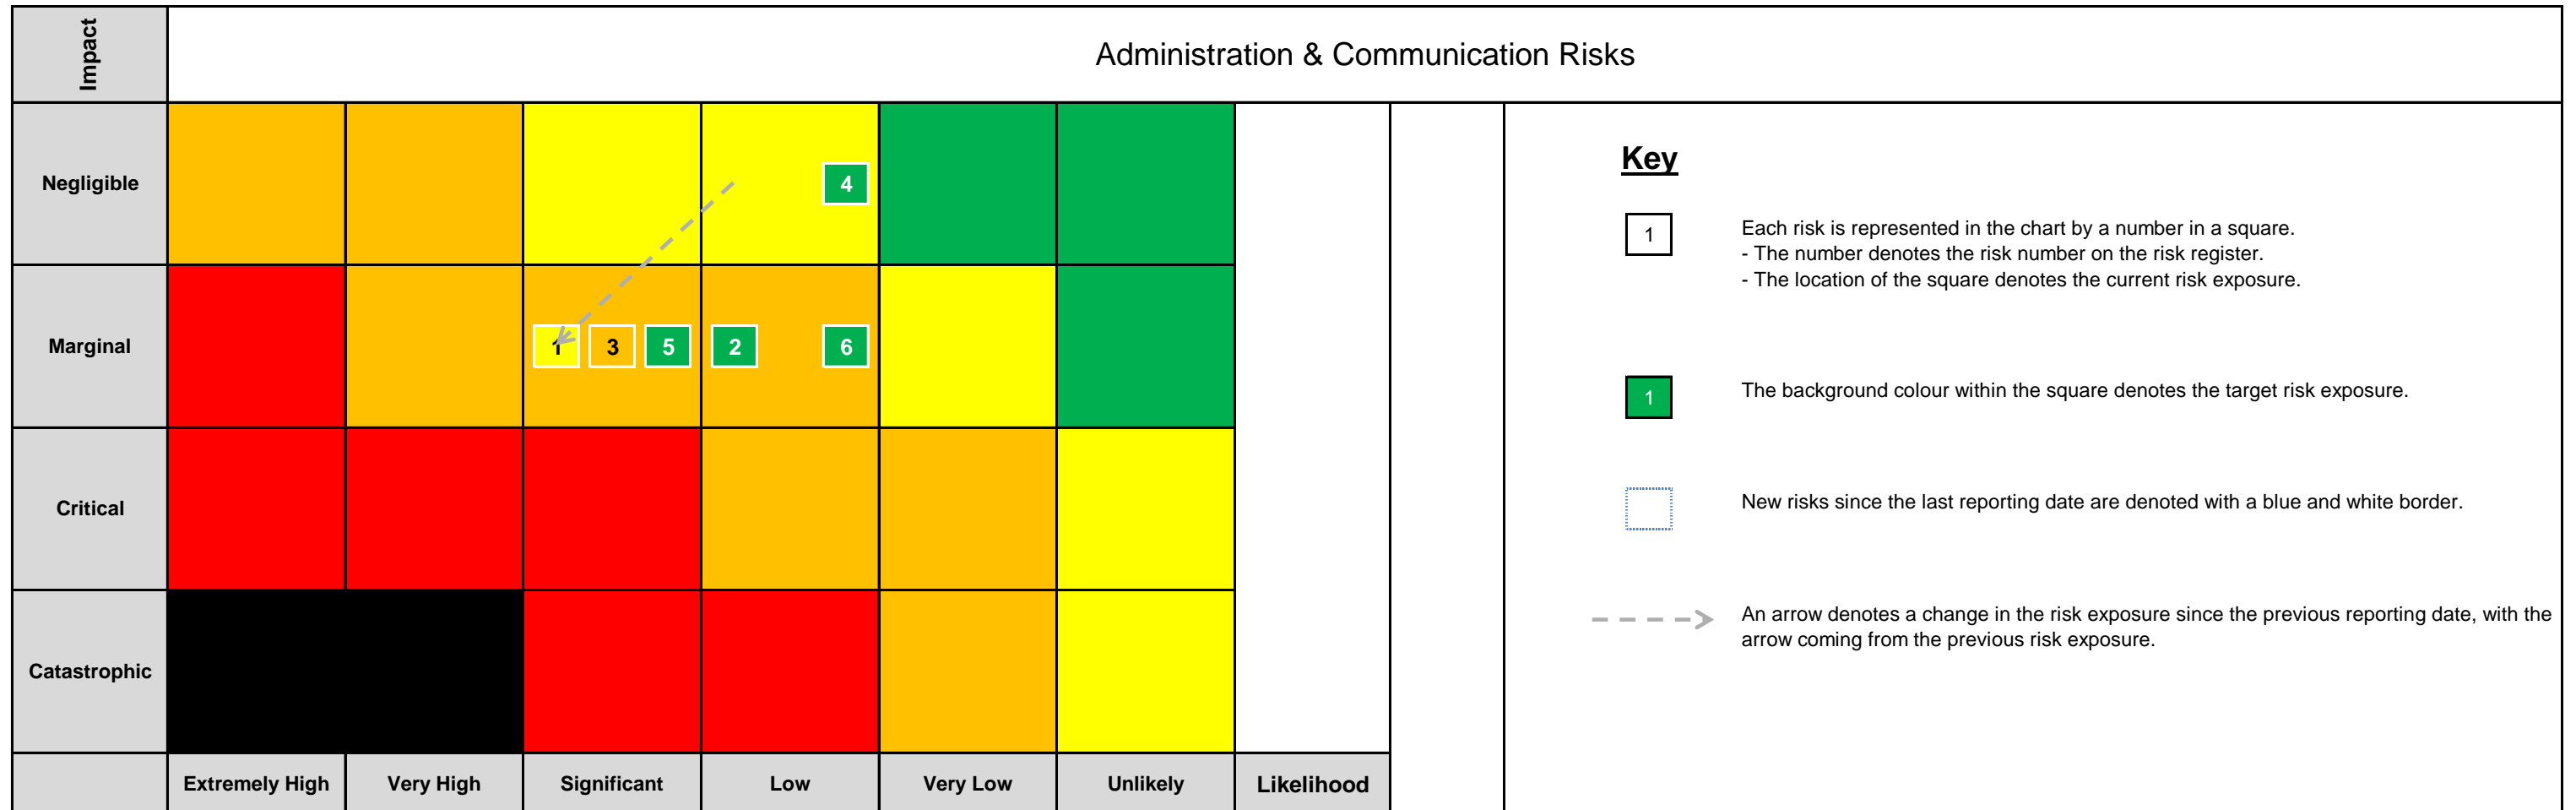 Impact
Administration & Communication Risks
Negligible
4
Marginal
1
3
5
2
6
Critical
Catastrophic
Extremely High
Very High
Significant
Low
Very Low
Unlikely
Likelihood
Key
1
Each risk is represented in the chart by a number in a square.
- The number denotes the risk number on the risk register.
- The location of the square denotes the current risk exposure.
1
The background colour within the square denotes the target risk exposure.
New risks since the last reporting date are denoted with a blue and white border.
An arrow denotes a change in the risk exposure since the previous reporting date, with the
arrow coming from the previous risk exposure.